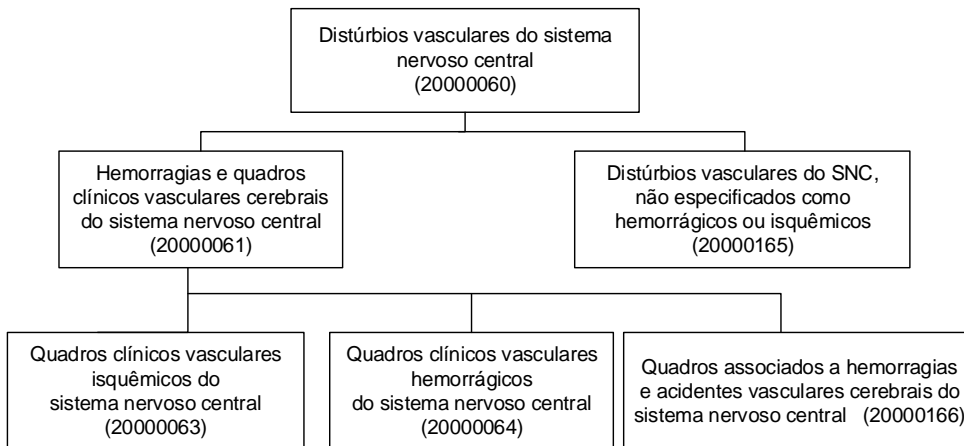 Distúrbios vasculares do sistema
nervoso central
(20000060)
Hemorragias e quadros
clínicos vasculares cerebrais
do sistema nervoso central
(20000061)
Distúrbios vasculares do SNC,
não especificados como
hemorrágicos ou isquêmicos
(20000165)
Quadros clínicos vasculares
isquêmicos do
sistema nervoso central
(20000063)
Quadros clínicos vasculares
hemorrágicos
do sistema nervoso central
(20000064)
Quadros associados a hemorragias
e acidentes vasculares cerebrais do
sistema nervoso central (20000166)